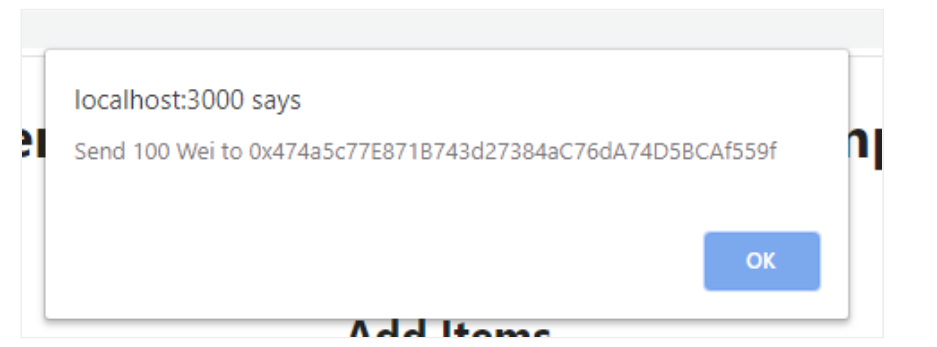 localhost:3000 says
Send 100 Wei to 0x474a5c77E871B743d27384aC76dA74D5BCAf559f
OK
Add Items